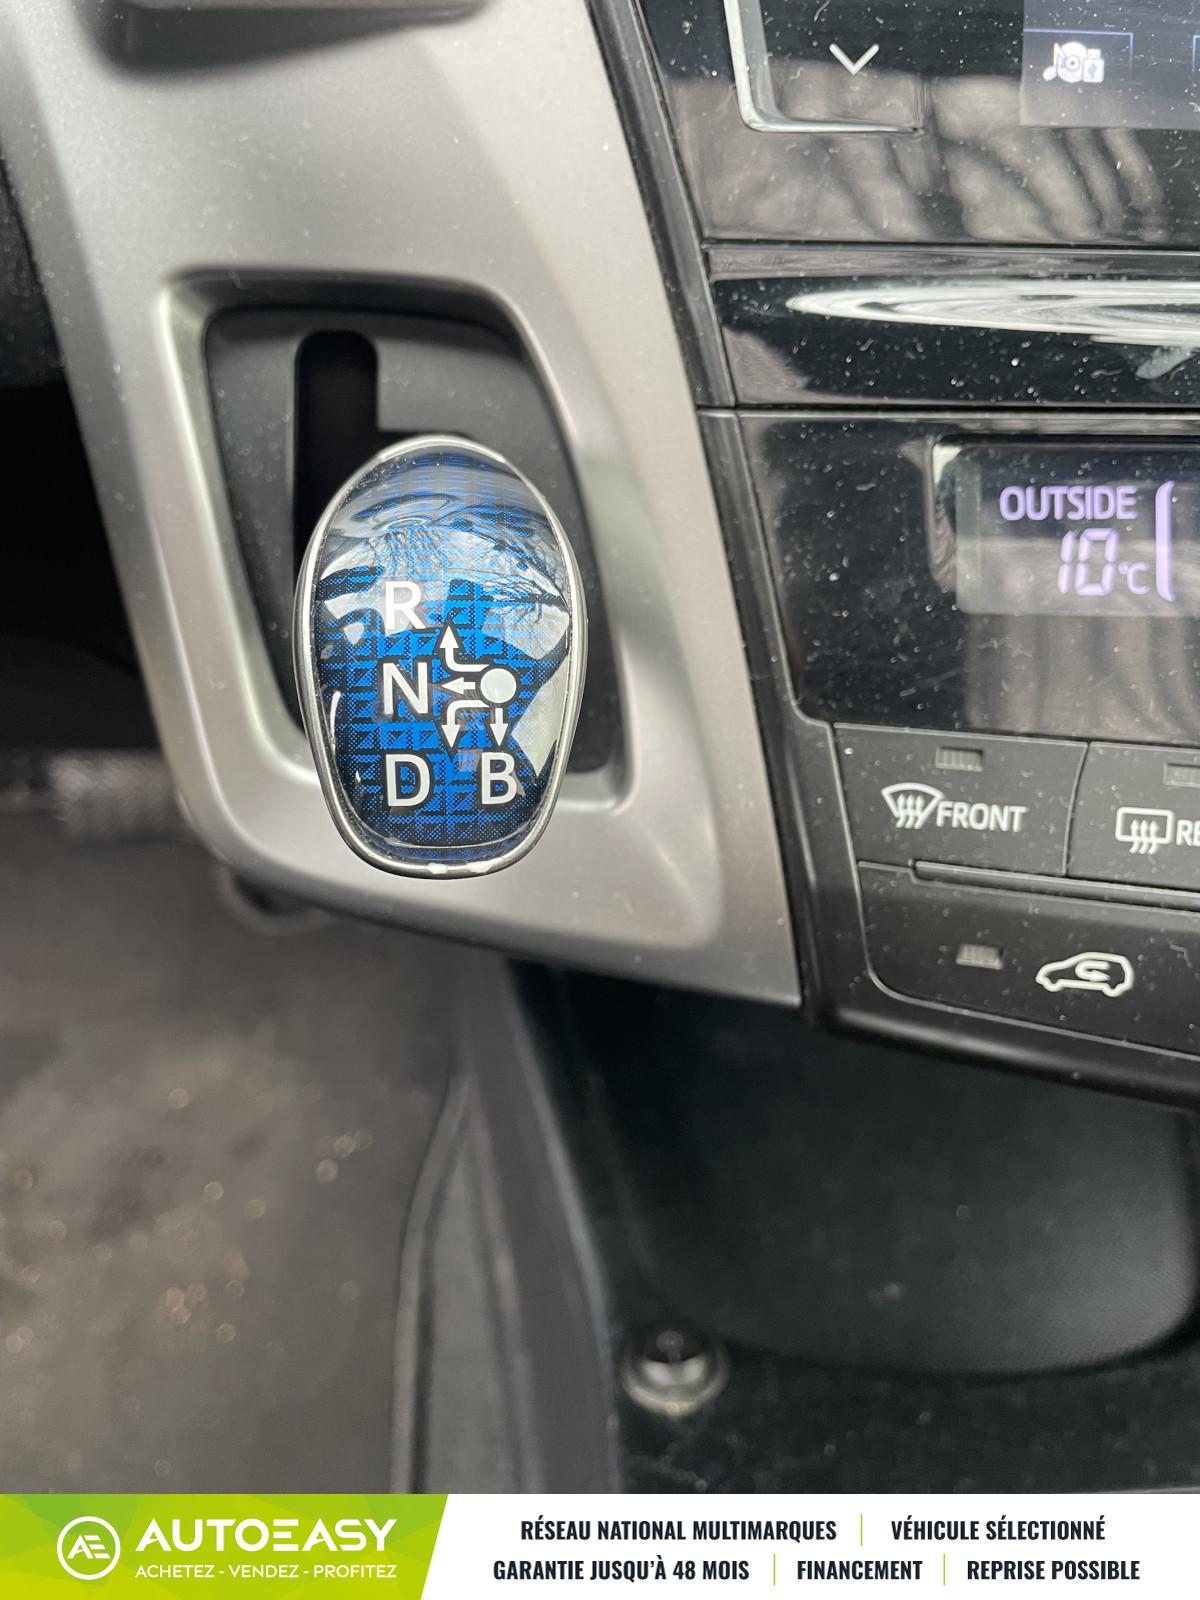 OUTSIDE
10°C
R
N
D B
FRONT
AUTOEASY
ACHETEZ - VENDEZ - PROFITEZ
RÉSEAU NATIONAL MULTIMARQUES
VÉHICULE SÉLECTIONNÉ
GARANTIE JUSQU'À 48 MOIS
FINANCEMENT
REPRISE POSSIBLE